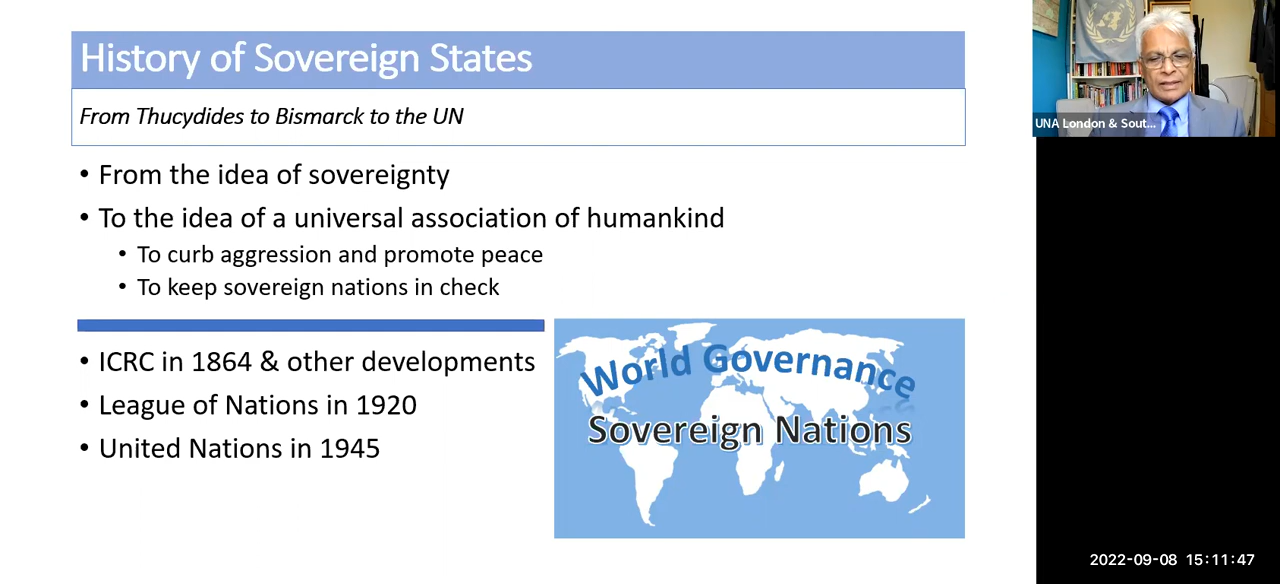 History of Sovereign States
From Thucydides to Bismarck to the UN
• From the idea of sovereignty
• To the idea of a universal association of humankind
• To curb aggression and promote peace
• To keep sovereign nations in check
• ICRC in 1864 & other developments
• League of Nations in 1920
• United Nations in 1945
World Governance
Sovereign Nations
UNA London & Sout...
2022-09-08 15:11:47